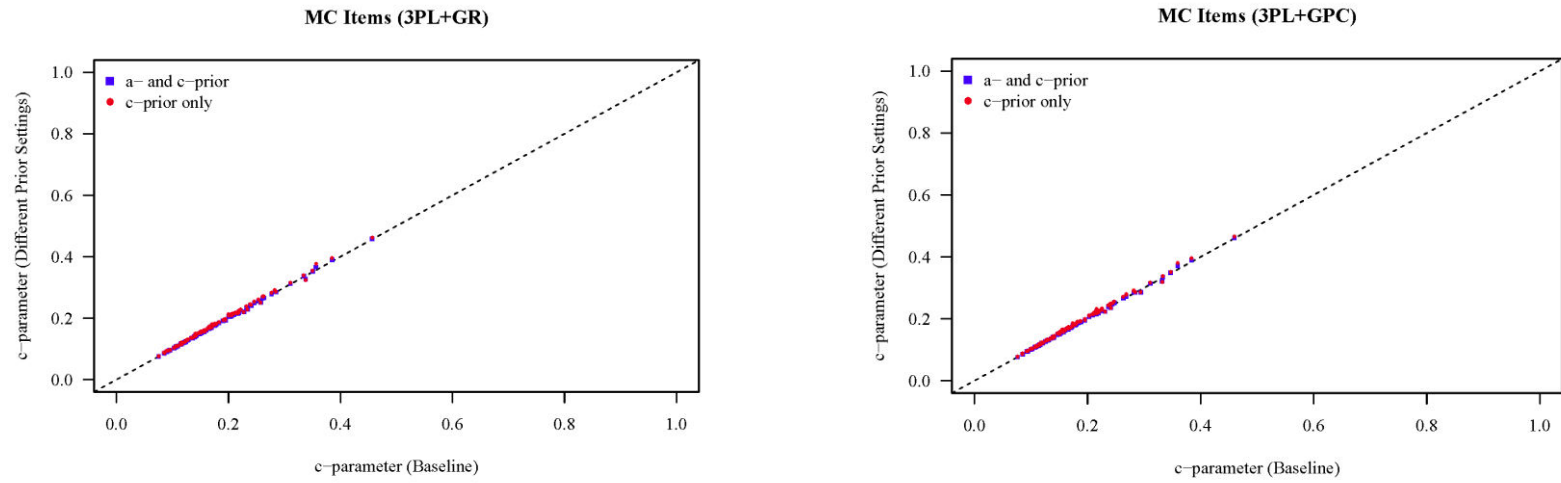 MC Items (3PL+GR)
c−parameter (Different Prior Settings)
1.0
0.8
0.6
0.4
0.2
0.0
a− and c−prior
c−prior only
0.0 0.2 0.4 0.6 0.8 1.0
c−parameter (Baseline)
MC Items (3PL+GPC)
c−parameter (Different Prior Settings)
1.0
0.8
0.6
0.4
0.2
0.0
a− and c−prior
c−prior only
0.0 0.2 0.4 0.6 0.8 1.0
c−parameter (Baseline)